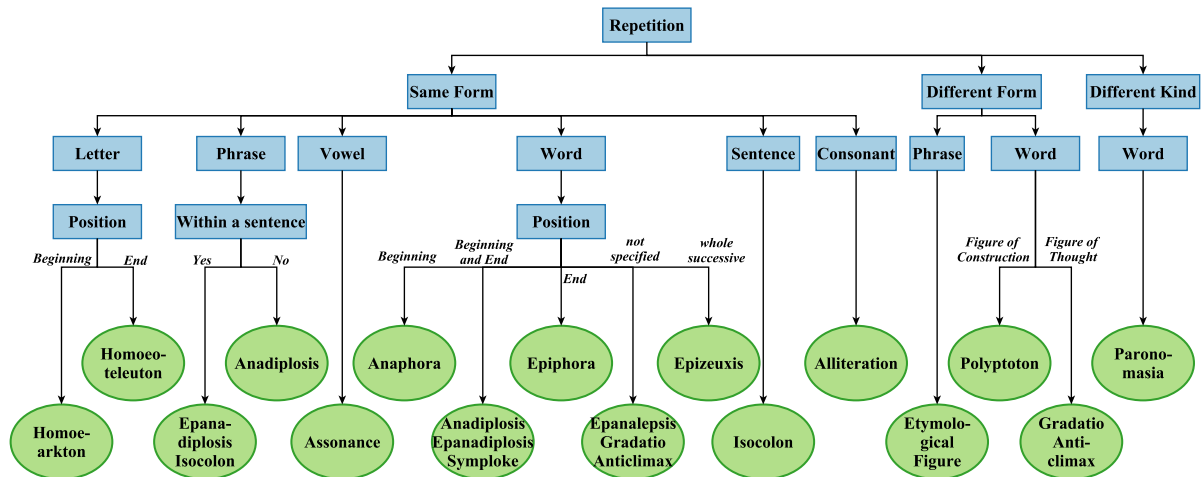 Repetition
Same Form
Different Form
Different Kind
Letter
Phrase
Vowel
Word
Sentence
Consonant
Phrase
Word
Word
Position
Within a sentence
Position
Beginning
End
Yes
No
Beginning
Beginning
and End
End
not
specified
whole
successive
Figure of
Construction
Figure of
Thought
Homoeo-
teleuton
Anadiplosis
Anaphora
Epiphora
Epizeuxis
Alliteration
Polyptoton
Parono-
masia
Homoe-
arkton
Epana-
diplosis
Isocolon
Assonance
Anadiplosis
Epanadiplosis
Symploke
Epanalepsis
Gradatio
Anticlimax
Isocolon
Etymolo-
gical
Figure
Gradatio
Anti-
climax